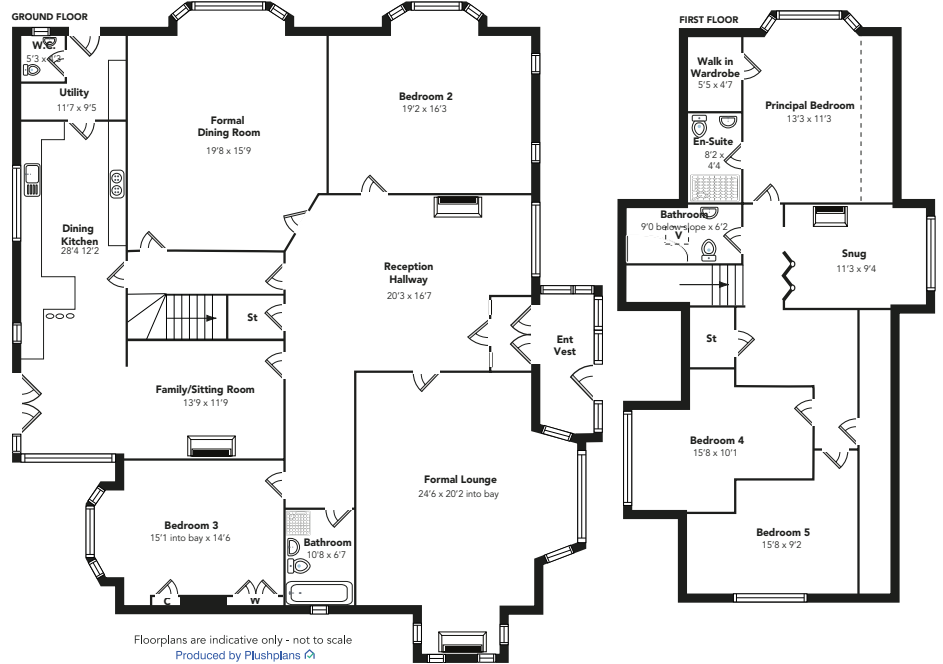 GROUND FLOOR
W.C.
5'3 x 4'3
Utility
11'7 x 9'5
Formal
Dining Room
19'8 x 15'9
Bedroom 2
19'2 x 16'3
Dining
Kitchen
28'4 12'2
Reception
Hallway
20'3 x 16'7
St
Ent
Vest
Family/Sitting Room
13'9 x 11'9
Formal Lounge
24'6 x 20'2 into bay
Bedroom 3
15'1 into bay x 14'6
Bathroom
10'8 x 6'7
C
W
FIRST FLOOR
Walk in
Wardrobe
5'5 x 4'7
Principal Bedroom
13'3 x 11'3
En-Suite
8'2 x
4'4
Bathroom
9'0 below slope x 6'2
V
Snug
11'3 x 9'4
St
Bedroom 4
15'8 x 10'1
Bedroom 5
15'8 x 9'2
Floorplans are indicative only - not to scale
Produced by Plushplans